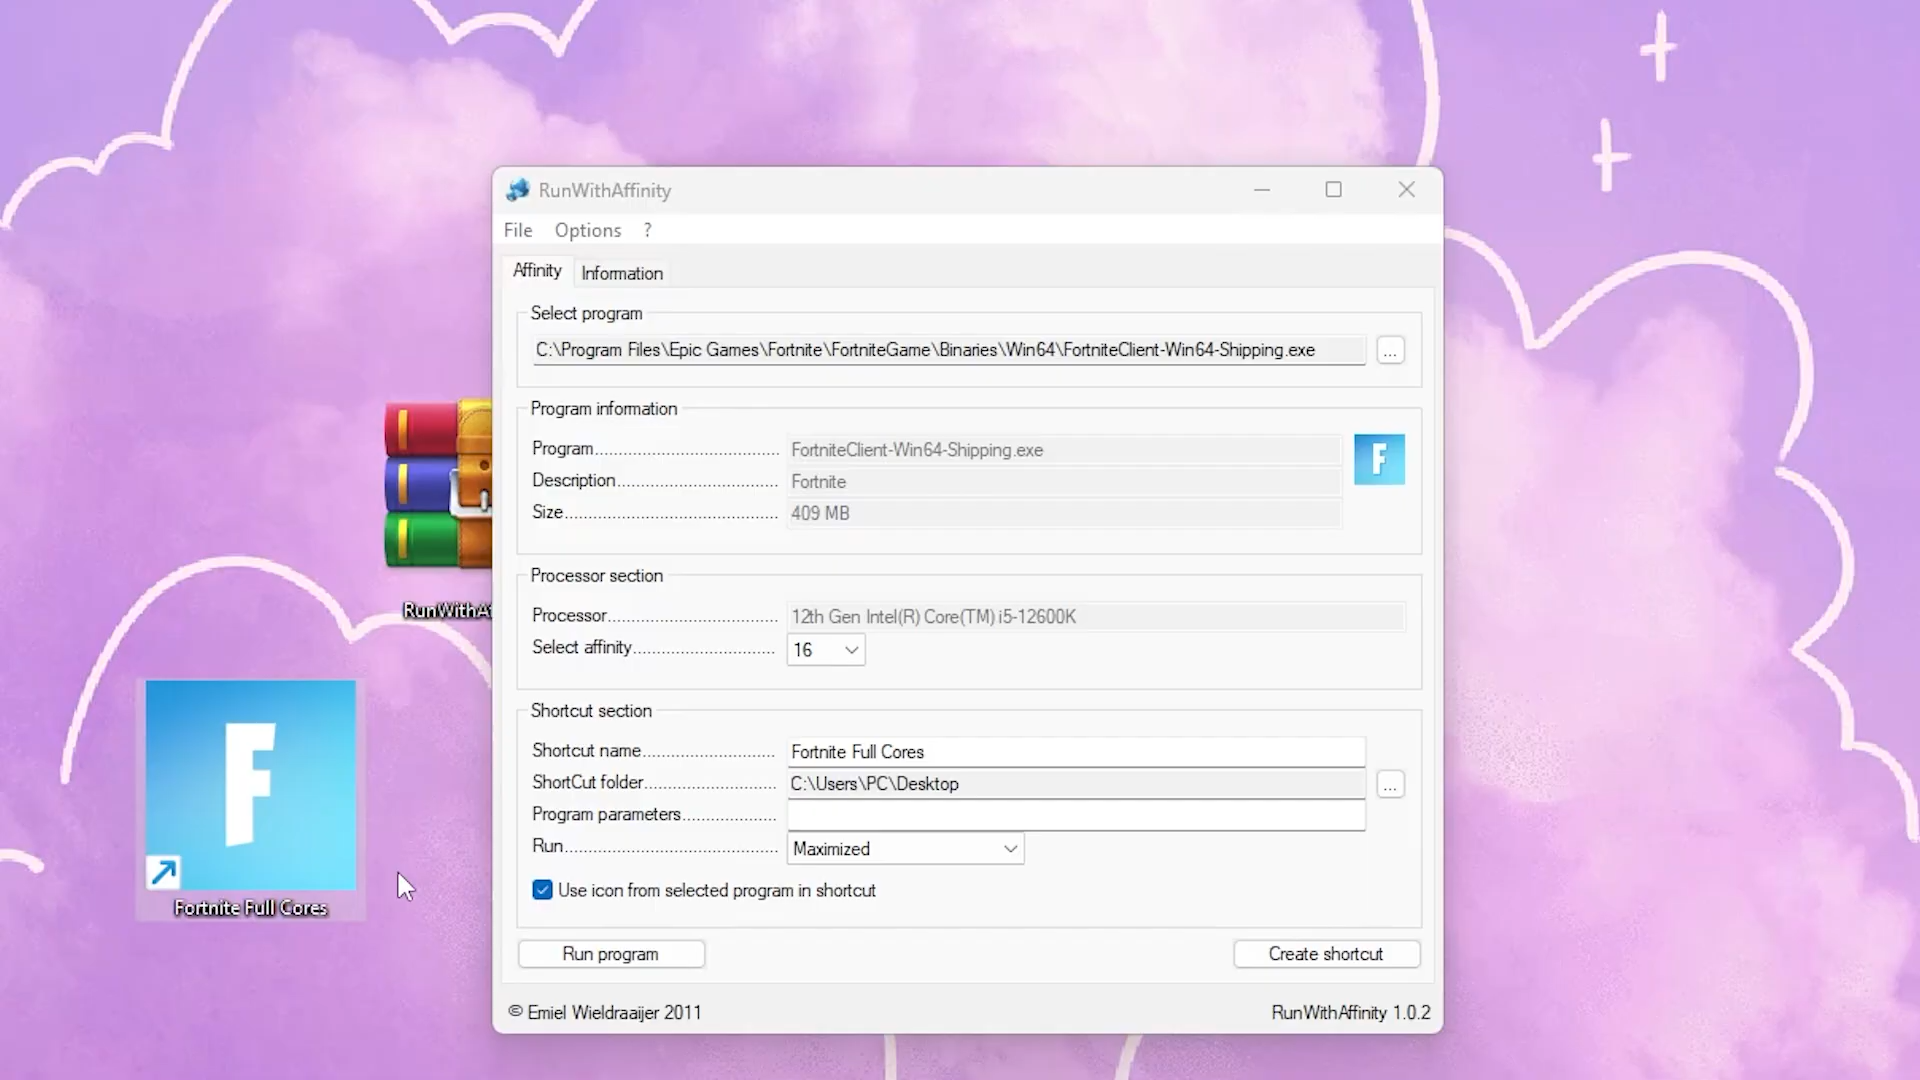 RunWithAffinity
File Options ?
Affinity Information
Select program
C:\Program Files\Epic Games\Fortnite\FortniteGame\Binaries\Win64\FortniteClient-Win64-Shipping.exe
...
Program information
Program FortniteClient-Win64-Shipping.exe
F
Description Fortnite
Size 409 MB
Processor section
Processor 12th Gen Intel(R) Core(TM) i5-12600K
Select affinity 16
RunWithAf
Shortcut section
Shortcut name Fortnite Full Cores
ShortCut folder C:\Users\PC\Desktop ...
Program parameters
Run Maximized
Use icon from selected program in shortcut
F
Fortnite Full Cores
Run program Create shortcut
© Emiel Wieldraaijer 2011 RunWithAffinity 1.0.2